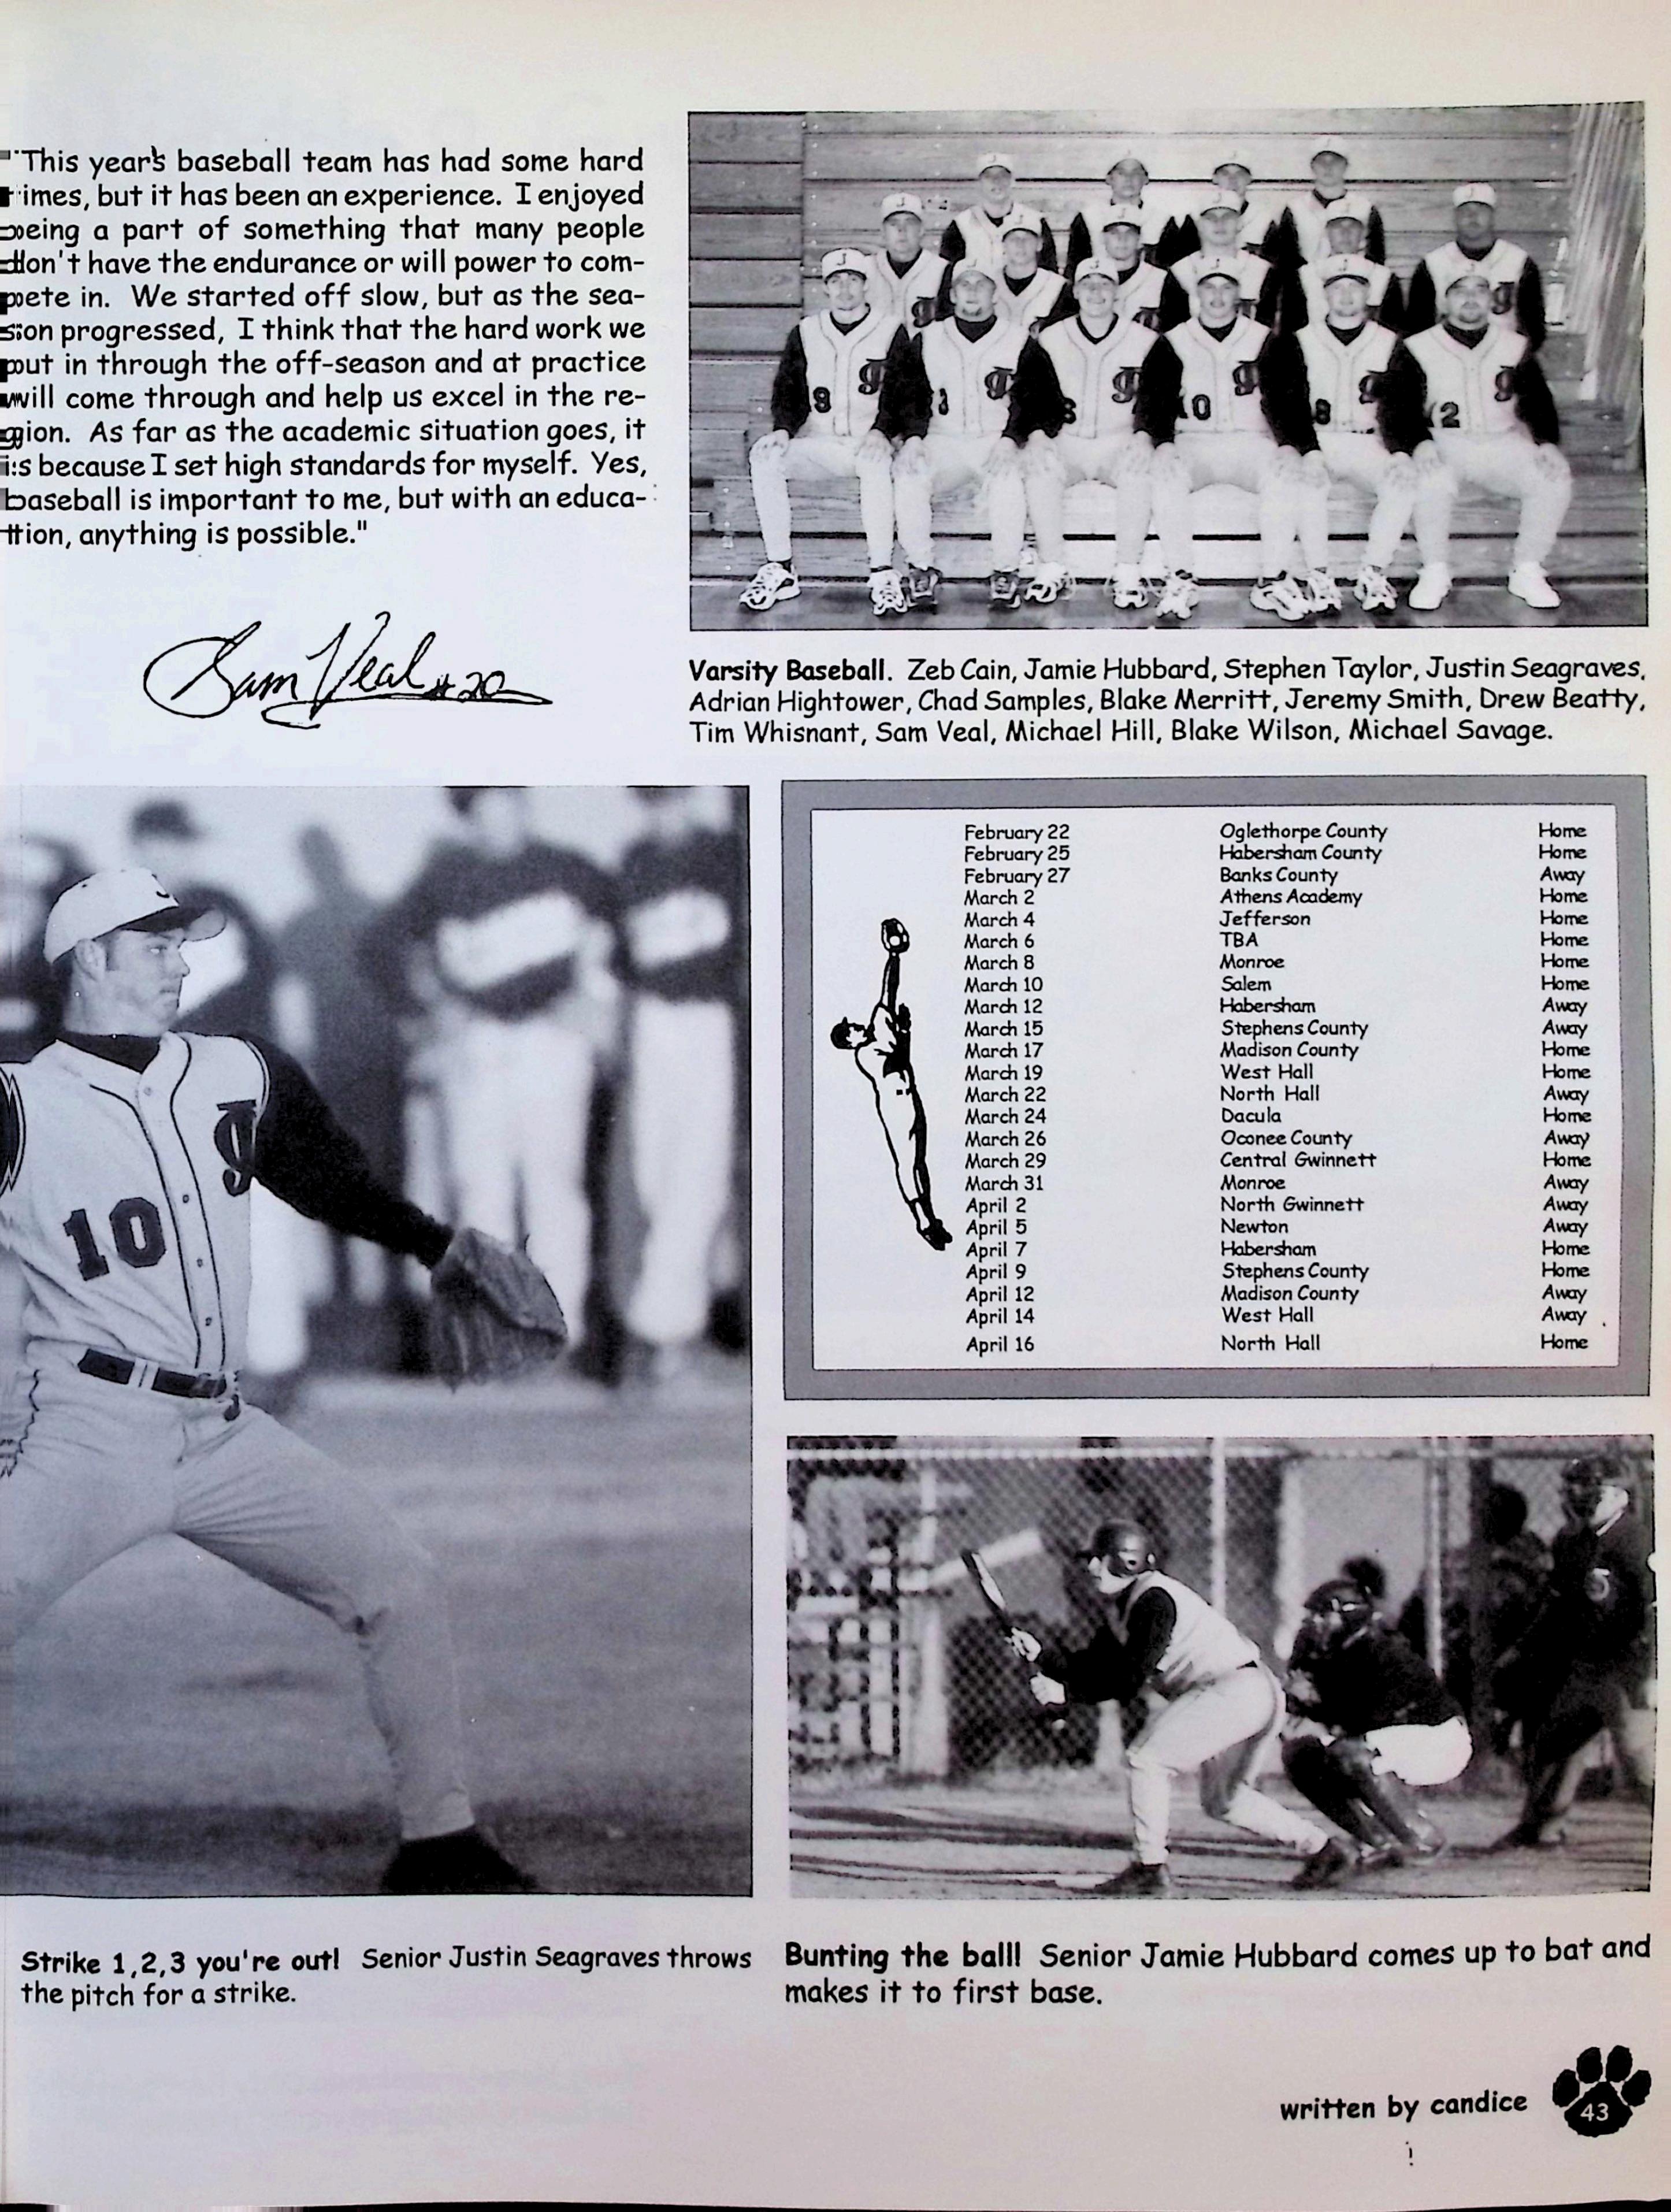 "This year's baseball team has had some hard
times, but it has been an experience. I enjoyed
being a part of something that many people
don't have the endurance or will power to com-
pete in. We started off slow, but as the sea-
son progressed, I think that the hard work we
put in through the off-season and at practice
will come through and help us excel in the re-
gion. As far as the academic situation goes, it
is because I set high standards for myself. Yes,
baseball is important to me, but with an educa-
tion, anything is possible."
Sam Veal #20
Varsity Baseball. Zeb Cain, Jamie Hubbard, Stephen Taylor, Justin Seagraves,
Adrian Hightower, Chad Samples, Blake Merritt, Jeremy Smith, Drew Beatty,
Tim Whisnant, Sam Veal, Michael Hill, Blake Wilson, Michael Savage.
February 22 Oglethorpe County Home
February 25 Habersham County Home
February 27 Banks County Away
March 2 Athens Academy Home
March 4 Jefferson Home
March 6 TBA Home
March 8 Monroe Home
March 10 Salem Home
March 12 Habersham Away
March 15 Stephens County Away
March 17 Madison County Home
March 19 West Hall Home
March 22 North Hall Away
March 24 Dacula Home
March 26 Oconee County Away
March 29 Central Gwinnett Home
March 31 Monroe Away
April 2 North Gwinnett Away
April 5 Newton Away
April 7 Habersham Home
April 9 Stephens County Home
April 12 Madison County Away
April 14 West Hall Away
April 16 North Hall Home
10
Strike 1,2,3 you're out! Senior Justin Seagraves throws
the pitch for a strike.
Bunting the ball! Senior Jamie Hubbard comes up to bat and
makes it to first base.
written by candice
43